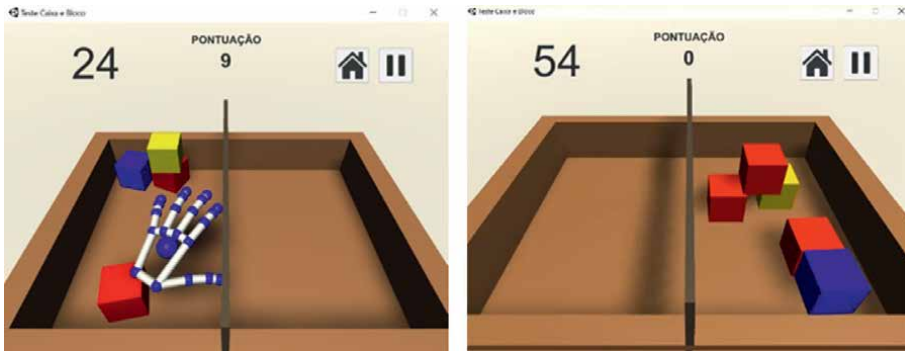 Teste Caixa e Bloco
24
PONTUAÇÃO
9
Teste Caixa e Bloco
54
PONTUAÇÃO
0